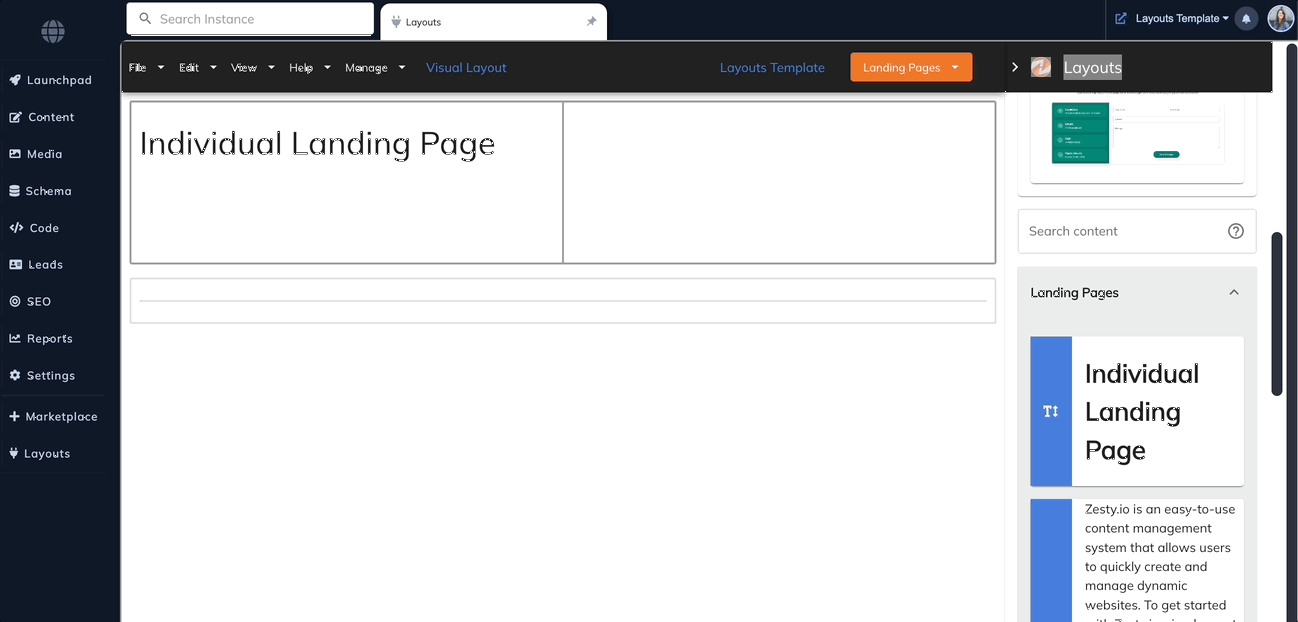 Search Instance
Layouts
Layouts Template
Launchpad
Content
Media
Schema
Code
Leads
SEO
Reports
Settings
Marketplace
Layouts
File
Edit
View
Help
Manage
Visual Layout
Layouts Template
Landing Pages
Layouts
Individual Landing Page
Search content
Landing Pages
Individual
Landing
Page
Zesty.io is an easy-to-use
content management
system that allows users
to quickly create and
manage dynamic
websites. To get started